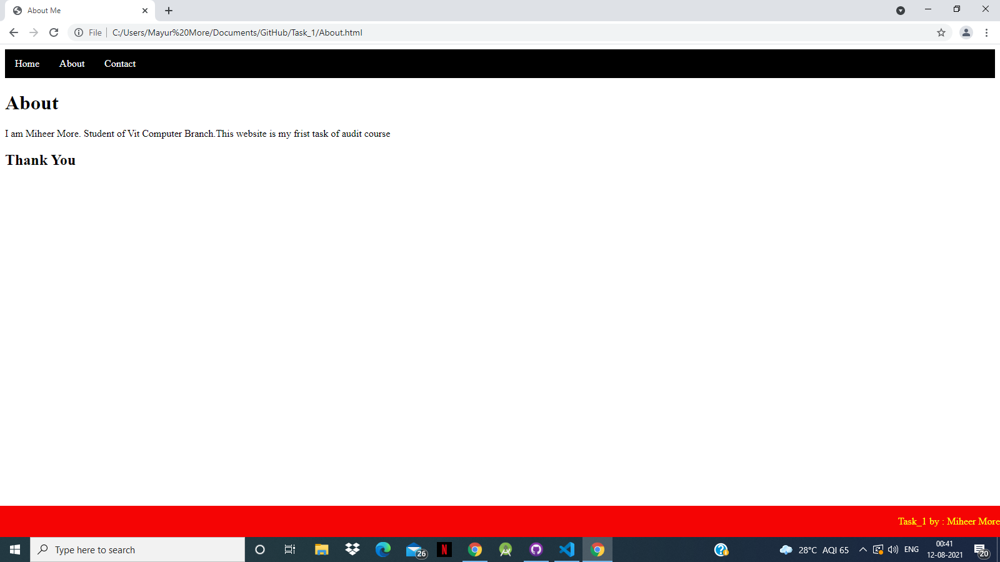 About Me
File
C:/Users/Mayur%20More/Documents/GitHub/Task_1/About.html
Home About Contact
About
I am Miheer More. Student of Vit Computer Branch.This website is my frist task of audit course
Thank You
Task_1 by : Miheer More
Type here to search
26
N
28°C AQI 65
ENG
00:41
12-08-2021
20